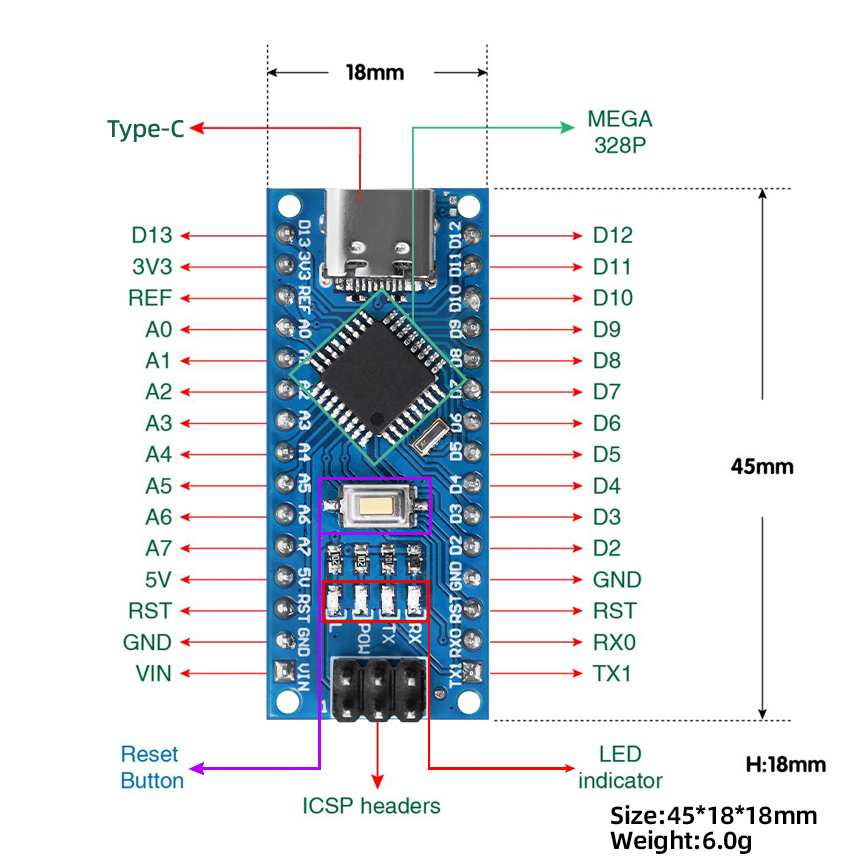 18mm
Type-C
MEGA
328P
D13
3V3
REF
A0
A1
A2
A3
A4
A5
A6
A7
5V
RST
GND
VIN
D13
3V3
REF
A0
A2
A3
A4
A5
A6
A7
5V
RST
GND
VIN
D12
D11
D10
D9
D8
D7
D6
D5
D4
D3
D2
GND
RST
RX0
TX1
D12
D11
D10
D9
D8
D7
D6
D5
D4
D3
D2
GND
RST
RX0
TX1
L
POW
TX
RX
1
45mm
Reset
Button
ICSP headers
LED
indicator
H:18mm
Size:45*18*18mm
Weight:6.0g